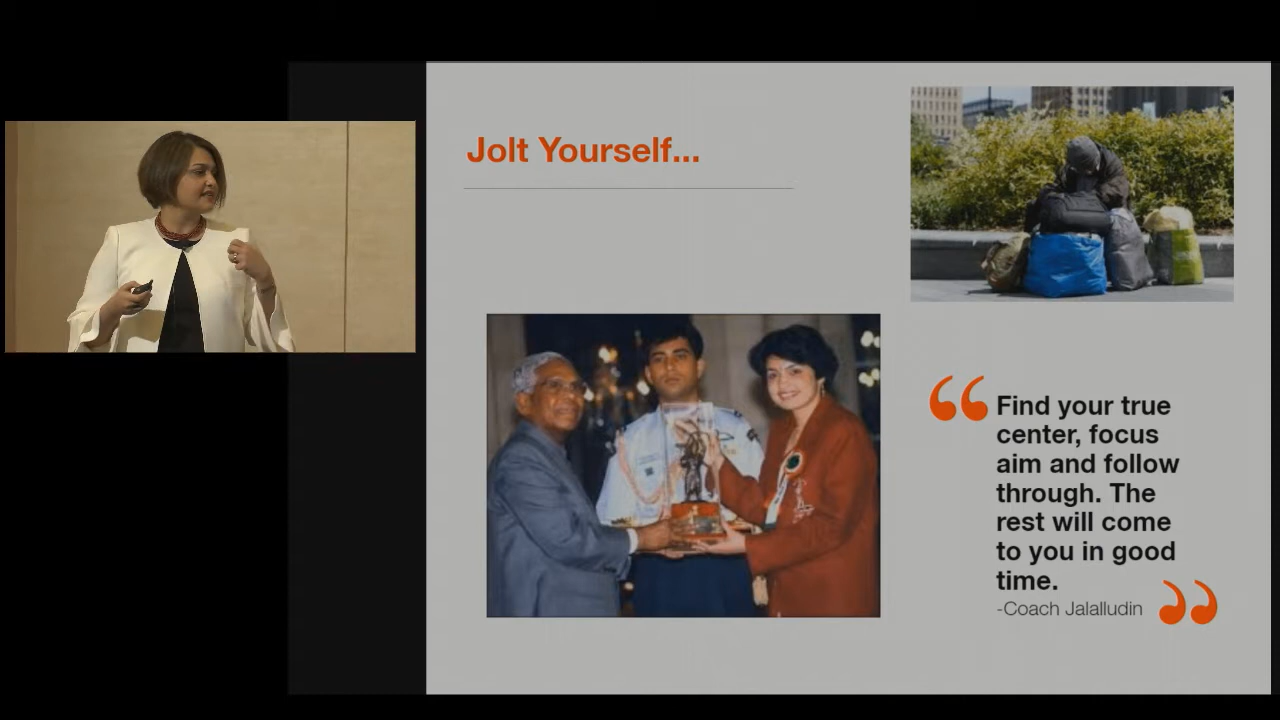 Jolt Yourself...
“Find your true
center, focus
aim and follow
through. The
rest will come
to you in good
time.
-Coach Jalalludin ”